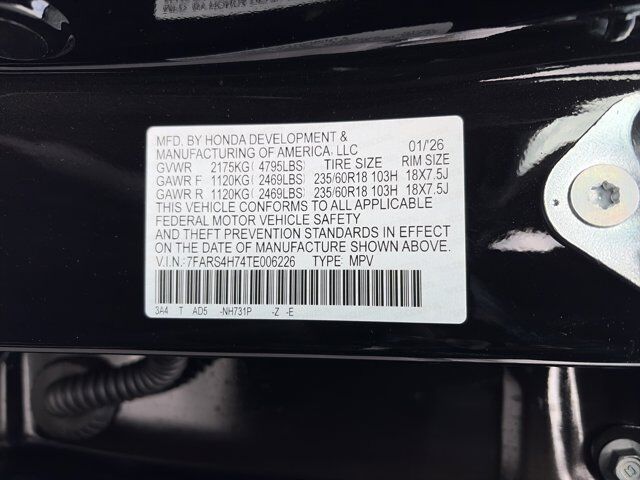 MFD. BY HONDA DEVELOPMENT &
MANUFACTURING OF AMERICA, LLC 01/26
GVWR 2175KG( 4795LBS) TIRE SIZE RIM SIZE
GAWR F 1120KG( 2469LBS) 235/60R18 103H 18X7.5J
GAWR R 1120KG( 2469LBS) 235/60R18 103H 18X7.5J
THIS VEHICLE CONFORMS TO ALL APPLICABLE
FEDERAL MOTOR VEHICLE SAFETY
AND THEFT PREVENTION STANDARDS IN EFFECT
ON THE DATE OF MANUFACTURE SHOWN ABOVE.
V.I.N.: 7FARS4H74TE006226 TYPE: MPV
3A4 T AD5 -NH731P -Z -E